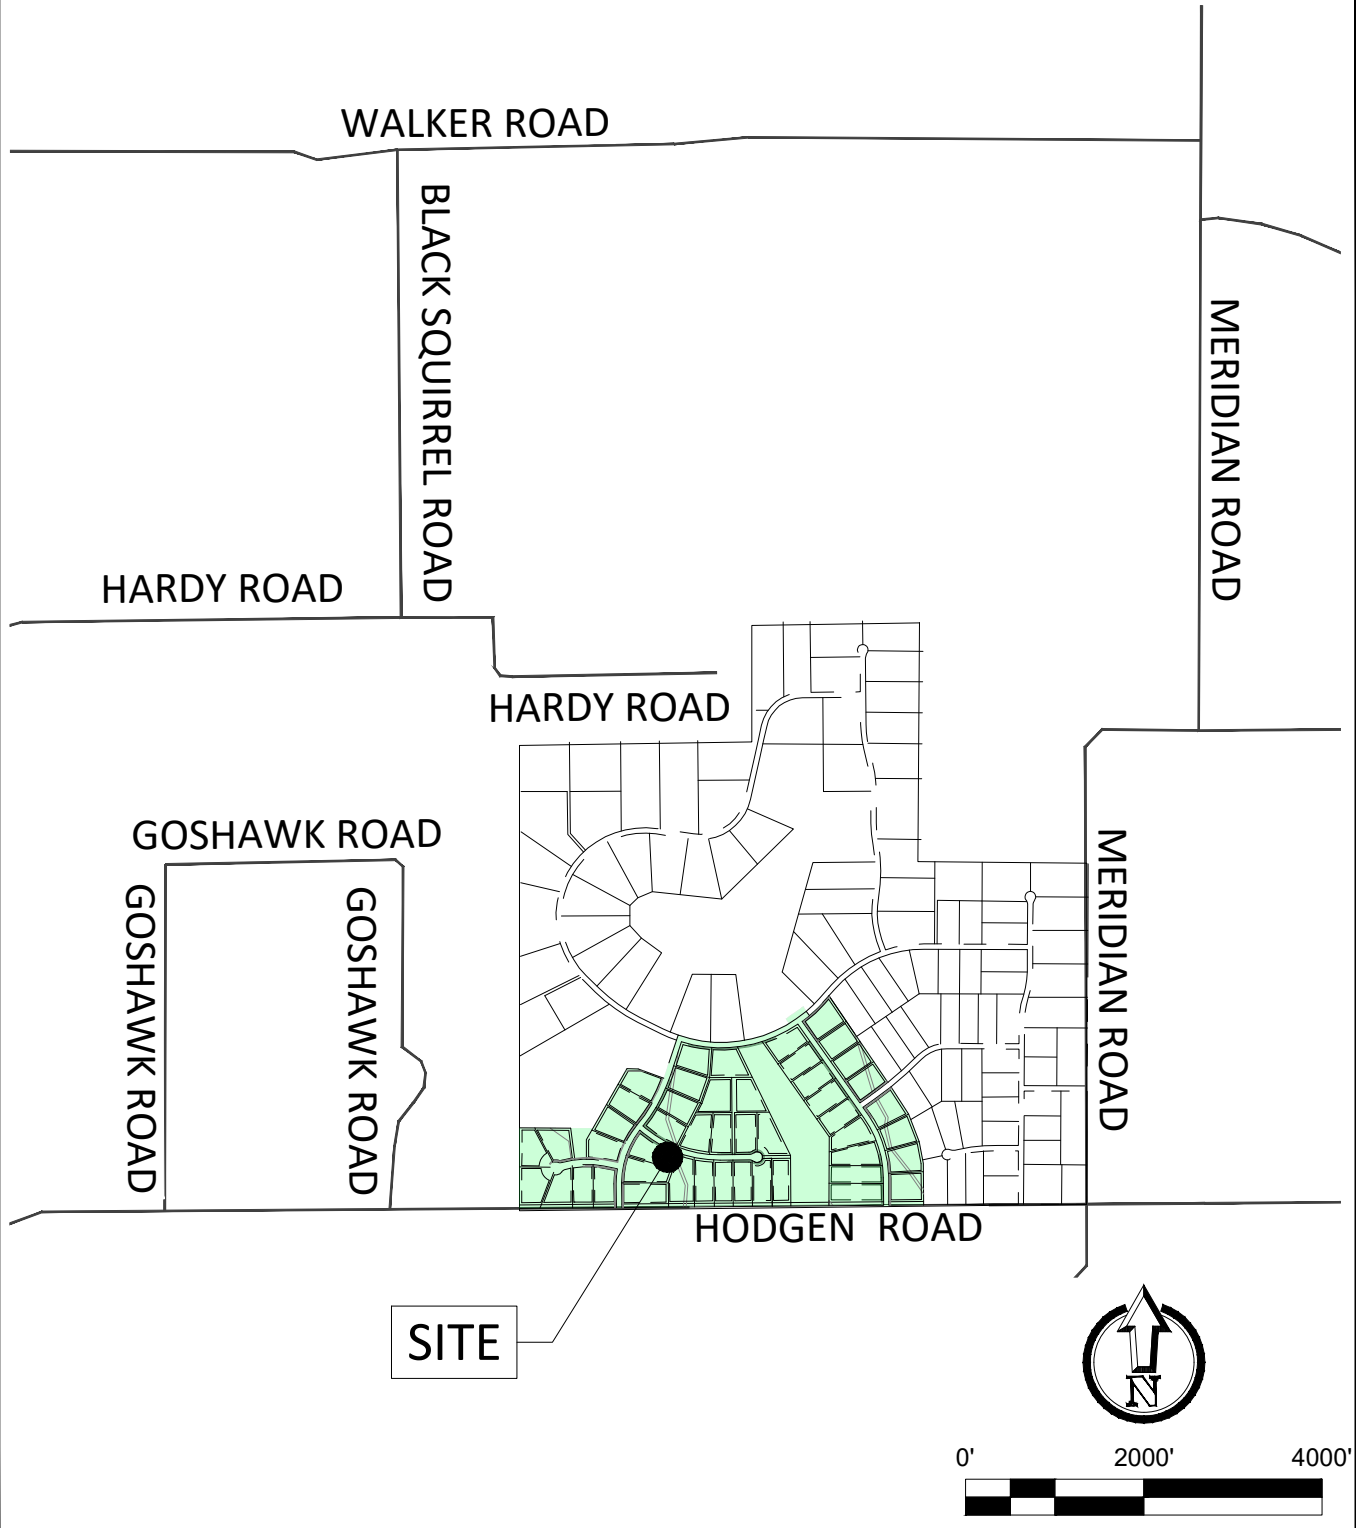 WALKER ROAD
BLACK SQUIRREL ROAD
MERIDIAN ROAD
HARDY ROAD
HARDY ROAD
GOSHAWK ROAD
GOSHAWK ROAD
GOSHAWK ROAD
MERIDIAN ROAD
HODGEN ROAD
SITE
N
0' 2000' 4000'